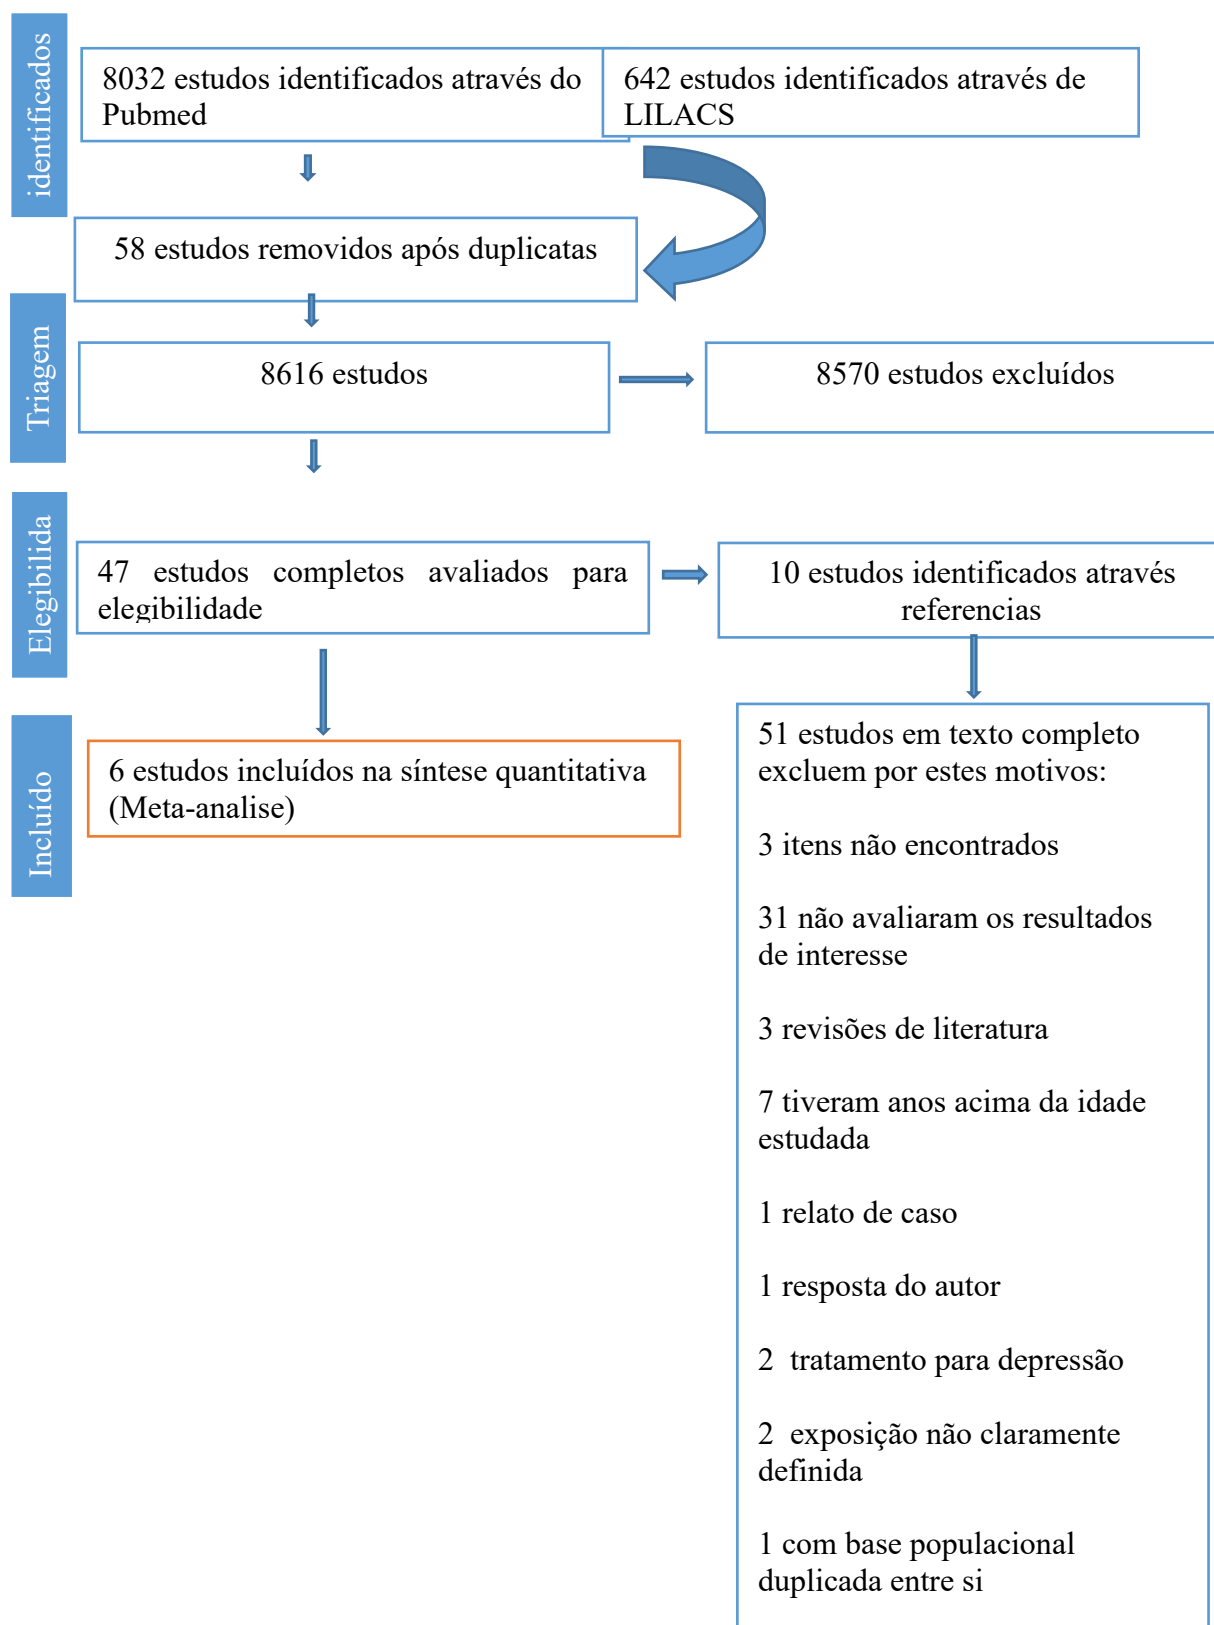 identificados
8032 estudos identificados através do
Pubmed
642 estudos identificados através de
LILACS
58 estudos removidos após duplicatas
Triagem
8616 estudos
8570 estudos excluídos
Elegibilida
47 estudos completos avaliados para
elegibilidade
10 estudos identificados através
referencias
Incluído
6 estudos incluídos na síntese quantitativa
(Meta-analise)
51 estudos em texto completo
excluem por estes motivos:
3 itens não encontrados
31 não avaliaram os resultados
de interesse
3 revisões de literatura
7 tiveram anos acima da idade
estudada
1 relato de caso
1 resposta do autor
2 tratamento para depressão
2 exposição não claramente
definida
1 com base populacional
duplicada entre si